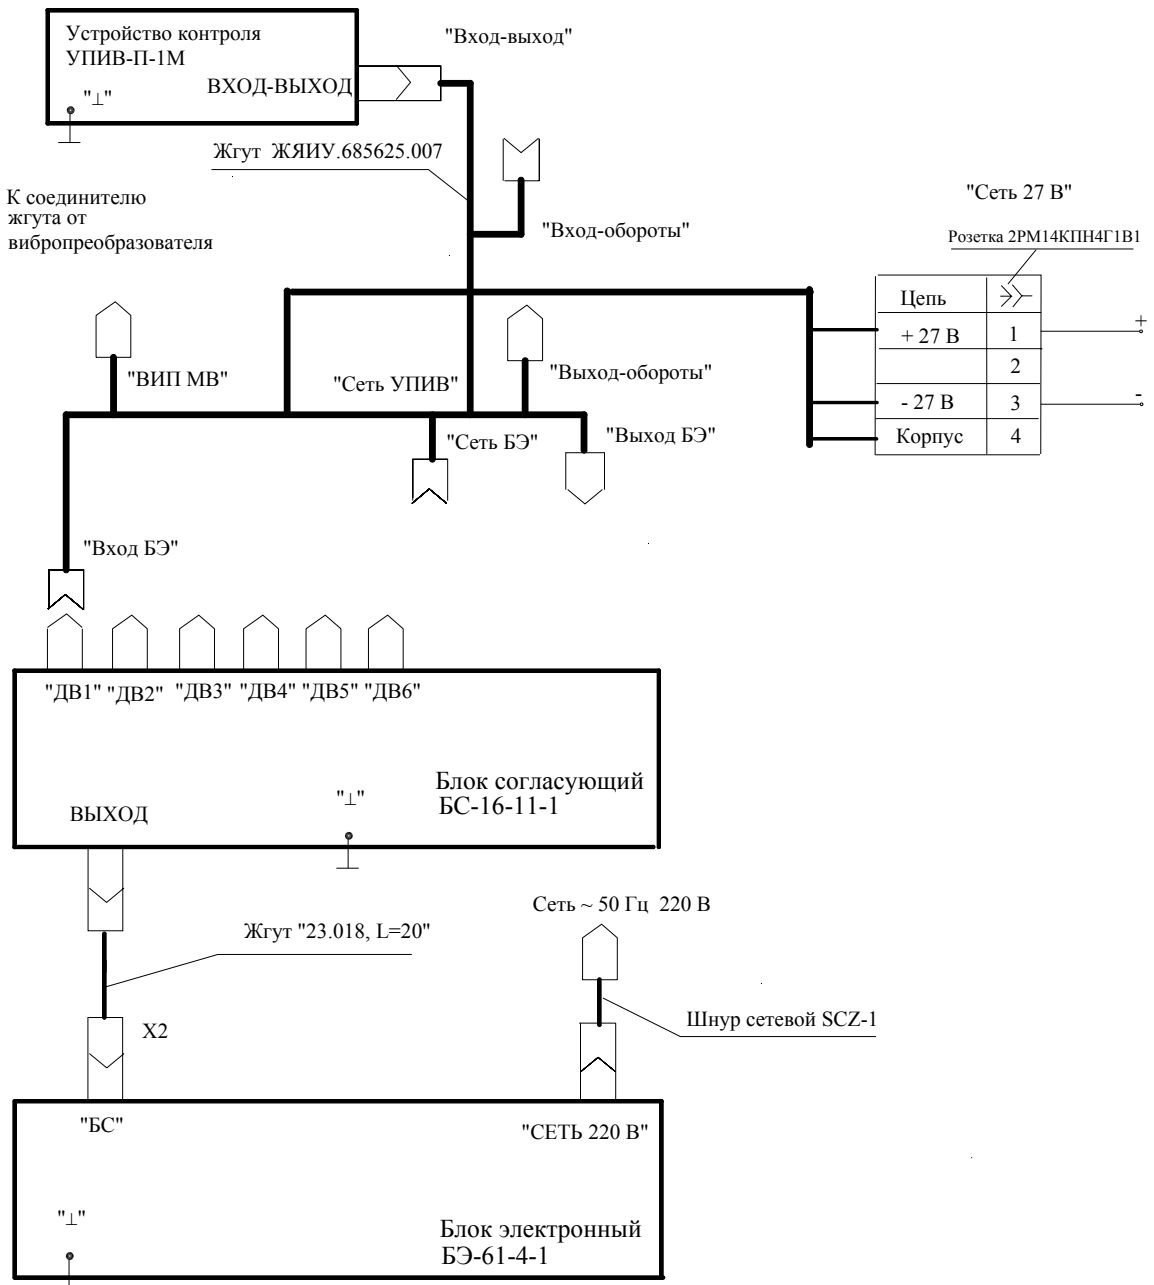 Устройство контроля
УПИВ-П-1М
ВХОД-ВЫХОД
"⊥"
"Вход-выход"
Жгут ЖЯИУ.685625.007
К соединителю
жгута от
вибропреобразователя
"Вход-обороты"
"Сеть 27 В"
Розетка 2РМ14КПН4Г1В1
Цепь
+ 27 В 1 +
2
- 27 В 3 -
Корпус 4
"ВИП МВ"
"Сеть УПИВ"
"Выход-обороты"
"Сеть БЭ"
"Выход БЭ"
"Вход БЭ"
"ДВ1" "ДВ2" "ДВ3" "ДВ4" "ДВ5" "ДВ6"
Блок согласующий
БС-16-11-1
"⊥"
ВЫХОД
Сеть ~ 50 Гц 220 В
Жгут "23.018, L=20"
Шнур сетевой SCZ-1
Х2
"БС"
"СЕТЬ 220 В"
"⊥"
Блок электронный
БЭ-61-4-1